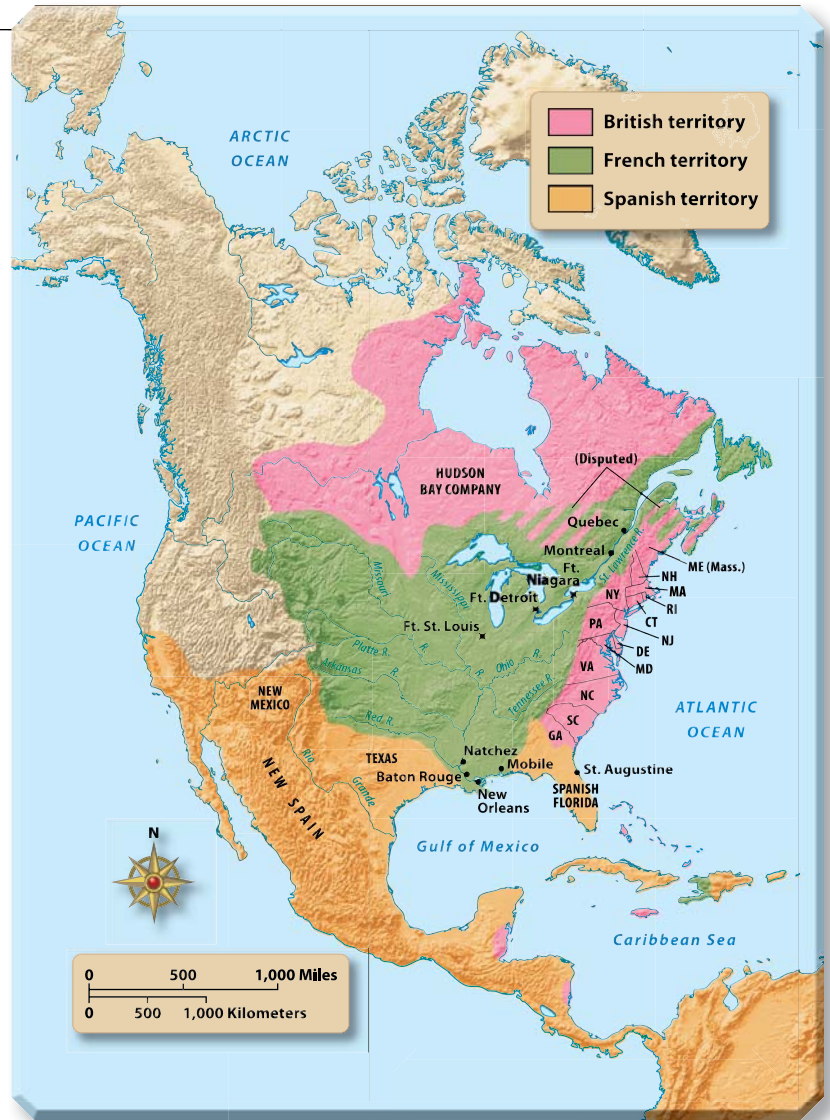 British territory
French territory
Spanish territory
ARCTIC
OCEAN
HUDSON
BAY COMPANY
(Disputed)
PACIFIC
OCEAN
Quebec
Montreal
St. Lawrence R.
Ft.
Niagara
ME (Mass.)
NH
MA
RI
CT
NJ
DE
MD
NY
PA
VA
NC
SC
GA
Missouri
R.
Mississippi
R.
Ft. Detroit
Ft. St. Louis
Platte R.
Ohio R.
Arkansas
R.
Tennessee R.
Red R.
NEW
MEXICO
ATLANTIC
OCEAN
TEXAS
Rio
Grande
NEW SPAIN
Natchez
Mobile
Baton Rouge
New
Orleans
St. Augustine
SPANISH
FLORIDA
Gulf of Mexico
N
Caribbean Sea
0 500 1,000 Miles
0 500 1,000 Kilometers